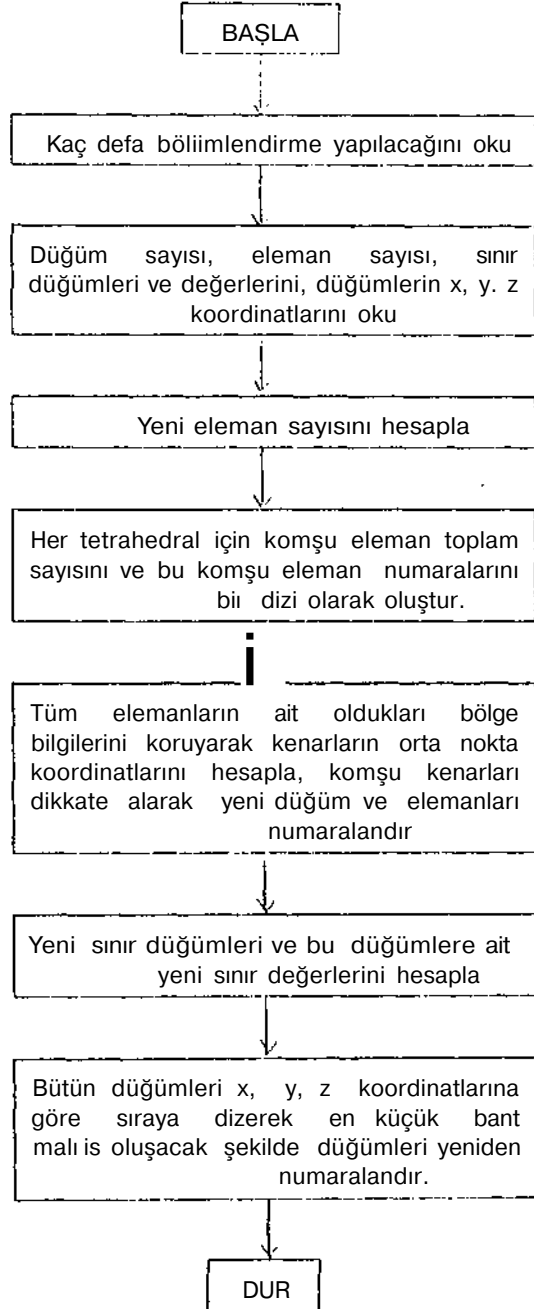 BAŞLA
Kaç defa böliimlendirme yapılacağını oku
Düğüm sayısı, eleman sayısı, sınır
düğümleri ve değerlerini, düğümlerin x, y. z
koordinatlarını oku
Yeni eleman sayısını hesapla
Her tetrahedral için komşu eleman toplam
sayısını ve bu komşu eleman numaralarını
biı dizi olarak oluştur.
i
Tüm elemanların ait oldukları bölge
bilgilerini koruyarak kenarların orta nokta
koordinatlarını hesapla, komşu kenarları
dikkate alarak yeni düğüm ve elemanları
numaralandır
Yeni sınır düğümleri ve bu düğümlere ait
yeni sınır değerlerini hesapla
Bütün düğümleri x, y, z koordinatlarına
göre sıraya dizerek en küçük bant
malı is oluşacak şekilde düğümleri yeniden
numaralandır.
DUR